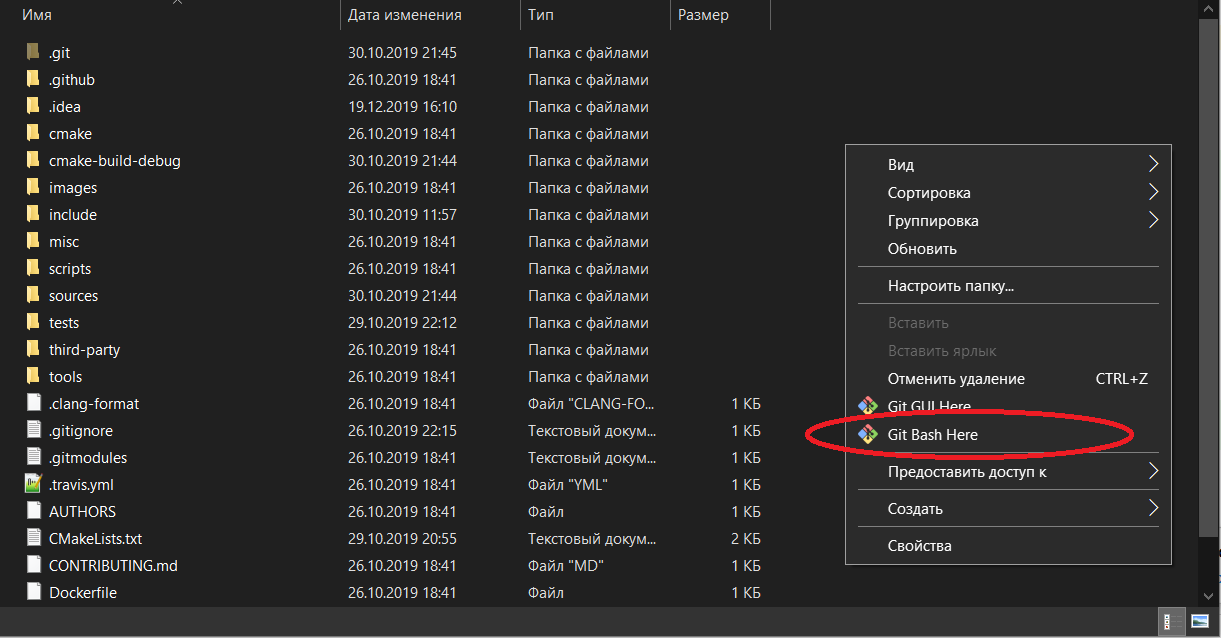 Имя Дата изменения Тип Размер
.git 30.10.2019 21:45 Папка с файлами
.github 26.10.2019 18:41 Папка с файлами
.idea 19.12.2019 16:10 Папка с файлами
cmake 26.10.2019 18:41 Папка с файлами
cmake-build-debug 30.10.2019 21:44 Папка с файлами
images 26.10.2019 18:41 Папка с файлами
include 30.10.2019 11:57 Папка с файлами
misc 26.10.2019 18:41 Папка с файлами
scripts 26.10.2019 18:41 Папка с файлами
sources 30.10.2019 21:44 Папка с файлами
tests 29.10.2019 22:12 Папка с файлами
third-party 26.10.2019 18:41 Папка с файлами
tools 26.10.2019 18:41 Папка с файлами
.clang-format 26.10.2019 18:41 Файл "CLANG-FO... 1 КБ
.gitignore 26.10.2019 22:15 Текстовый докум... 1 КБ
.gitmodules 26.10.2019 18:41 Текстовый докум... 1 КБ
.travis.yml 26.10.2019 18:41 Файл "YML" 1 КБ
AUTHORS 26.10.2019 18:41 Файл 1 КБ
CMakeLists.txt 29.10.2019 20:55 Текстовый докум... 2 КБ
CONTRIBUTING.md 26.10.2019 18:41 Файл "MD" 1 КБ
Dockerfile 26.10.2019 18:41 Файл 1 КБ
Вид
Сортировка
Группировка
Обновить
Настроить папку...
Вставить
Вставить ярлык
Отменить удаление CTRL+Z
Git GUI Here
Git Bash Here
Предоставить доступ к
Создать
Свойства